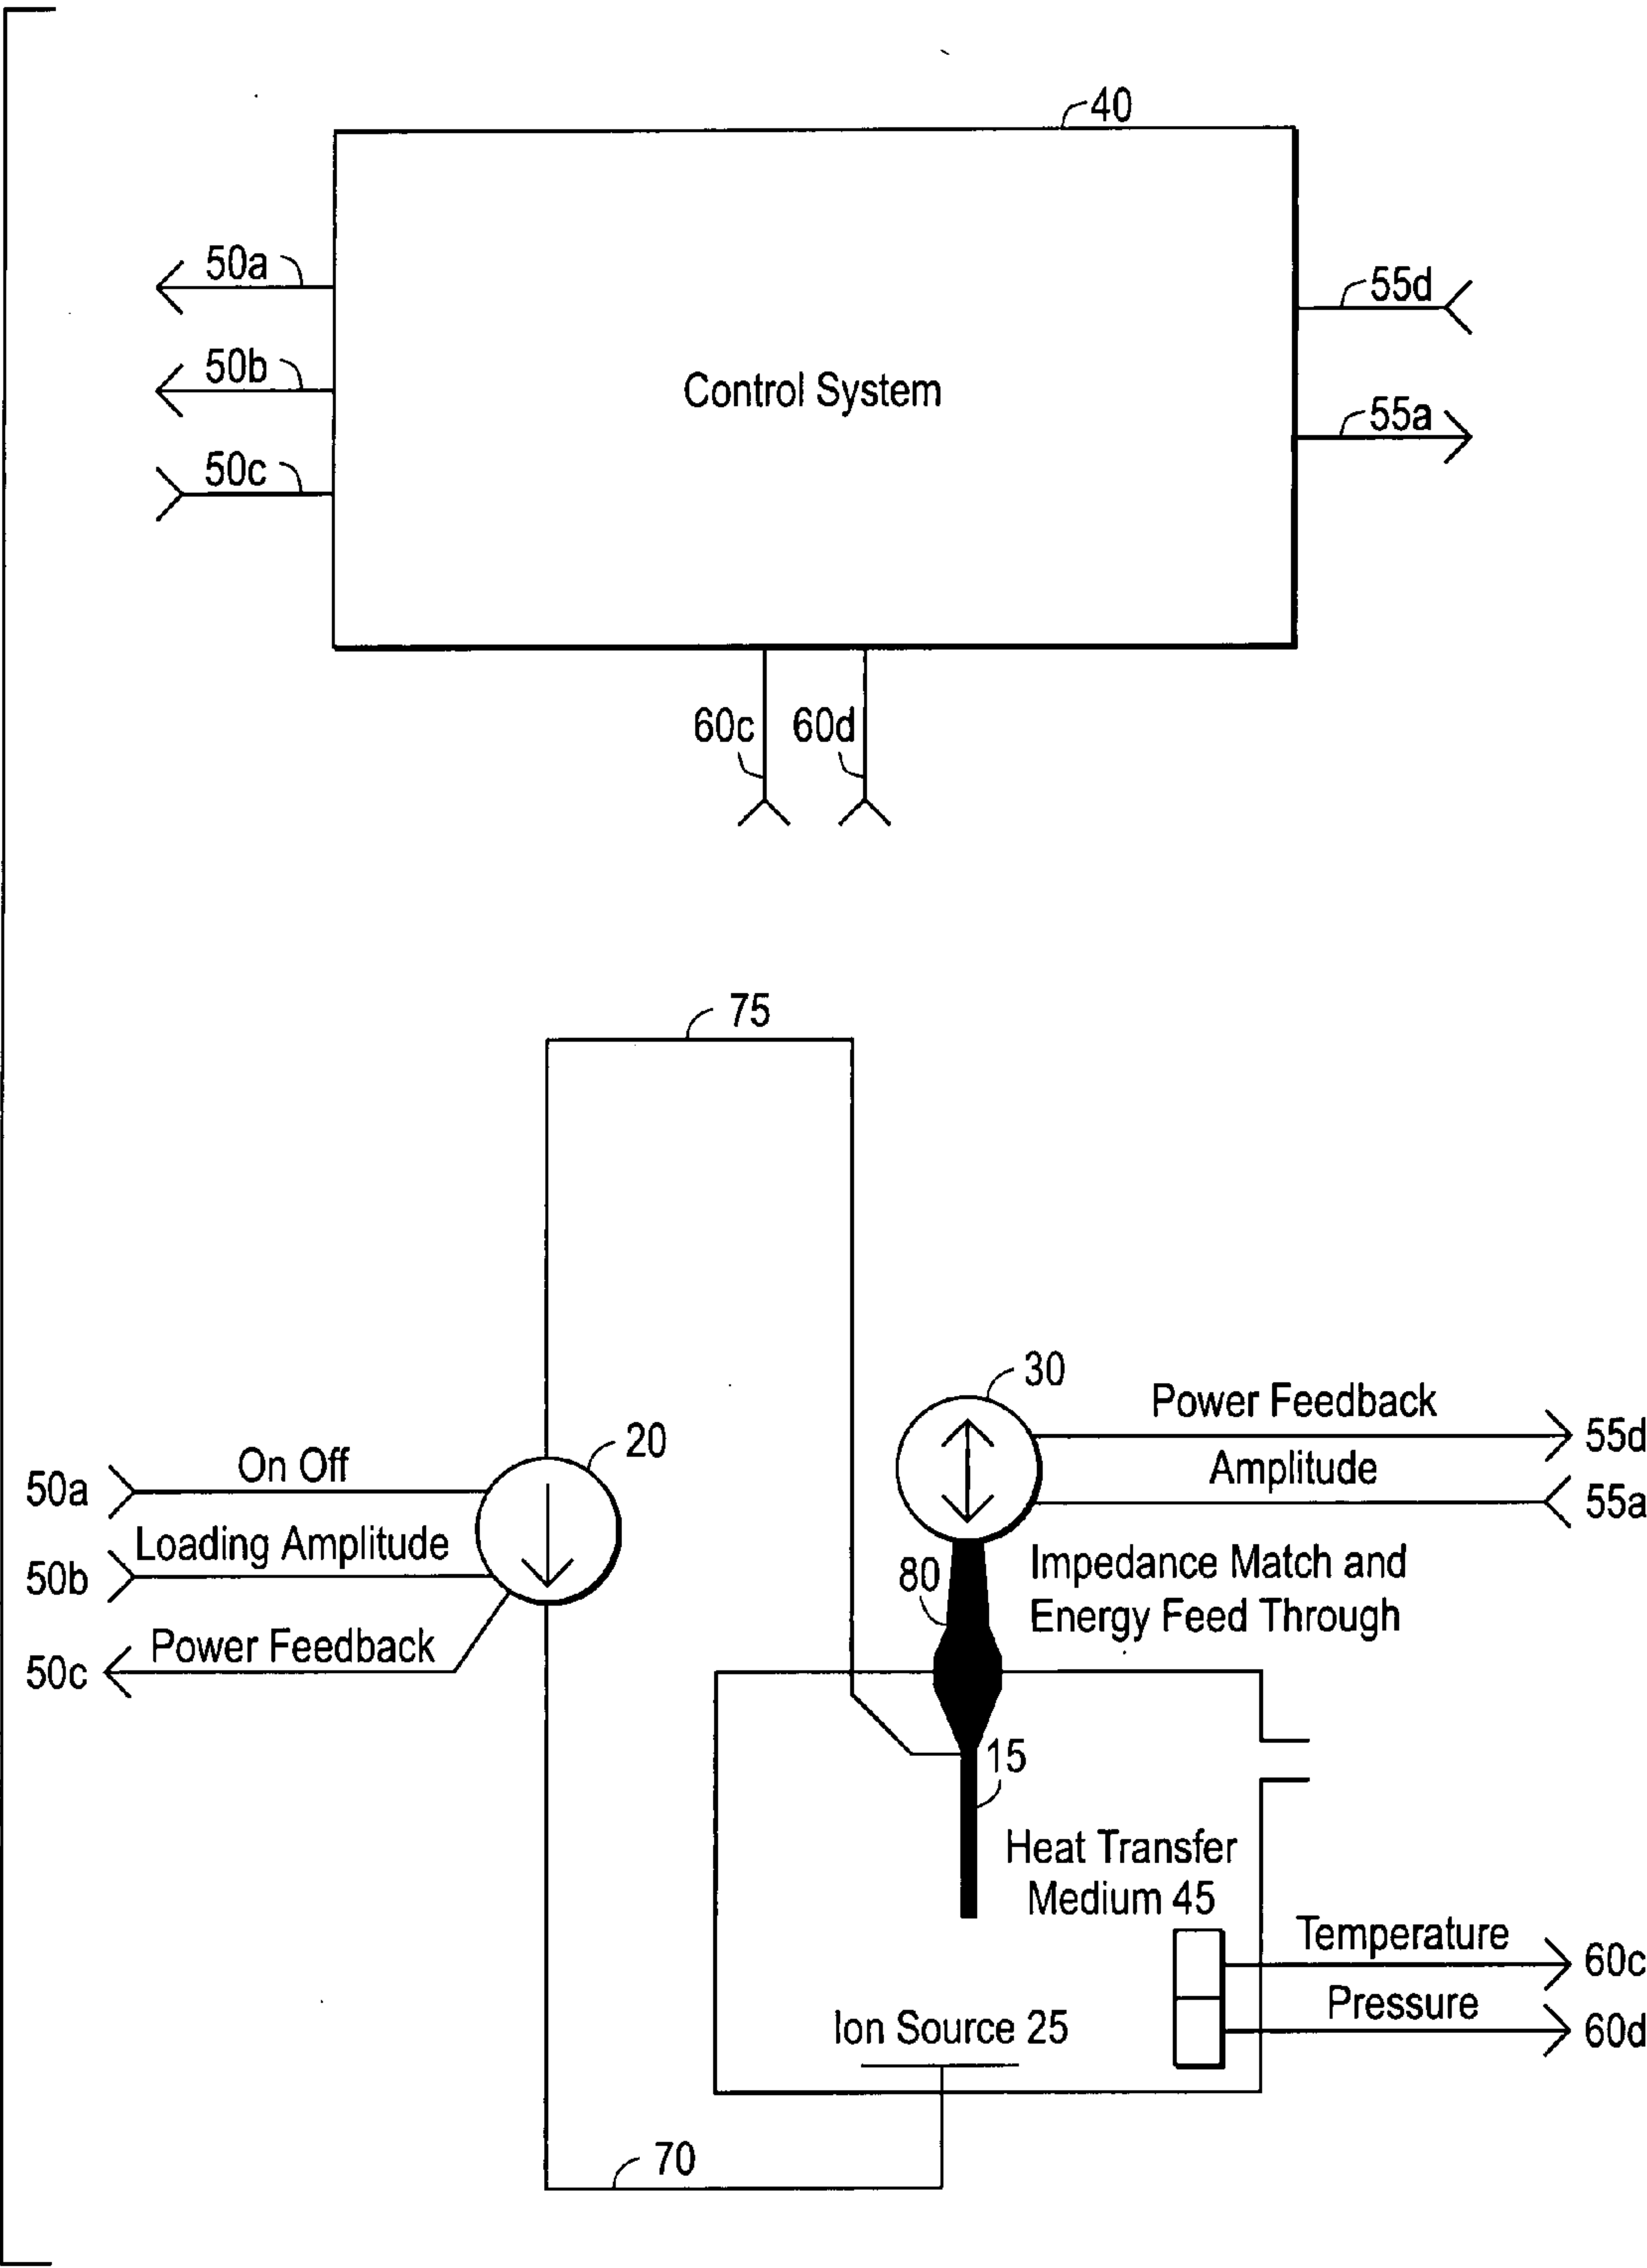 40
50a
55d
50b
Control System
55a
50c
60c 60d
75
30
Power Feedback
55d
20
On Off
Amplitude
50a
55a
Loading Amplitude
50b
80
Impedance Match and
Energy Feed Through
Power Feedback
50c
15
Heat Transfer
Medium 45
Temperature
60c
Pressure
Ion Source 25
60d
70